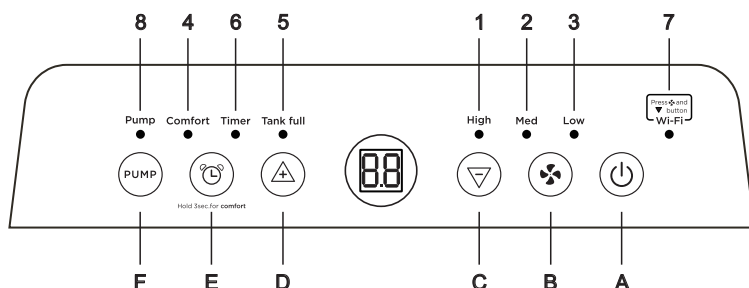 8 4 6 5 1 2 3 7
Press and
▼ button
Pump Comfort Timer Tank full High Med Low Wi-Fi
PUMP 8.8
Hold 3sec.for comfort
F E D C B A